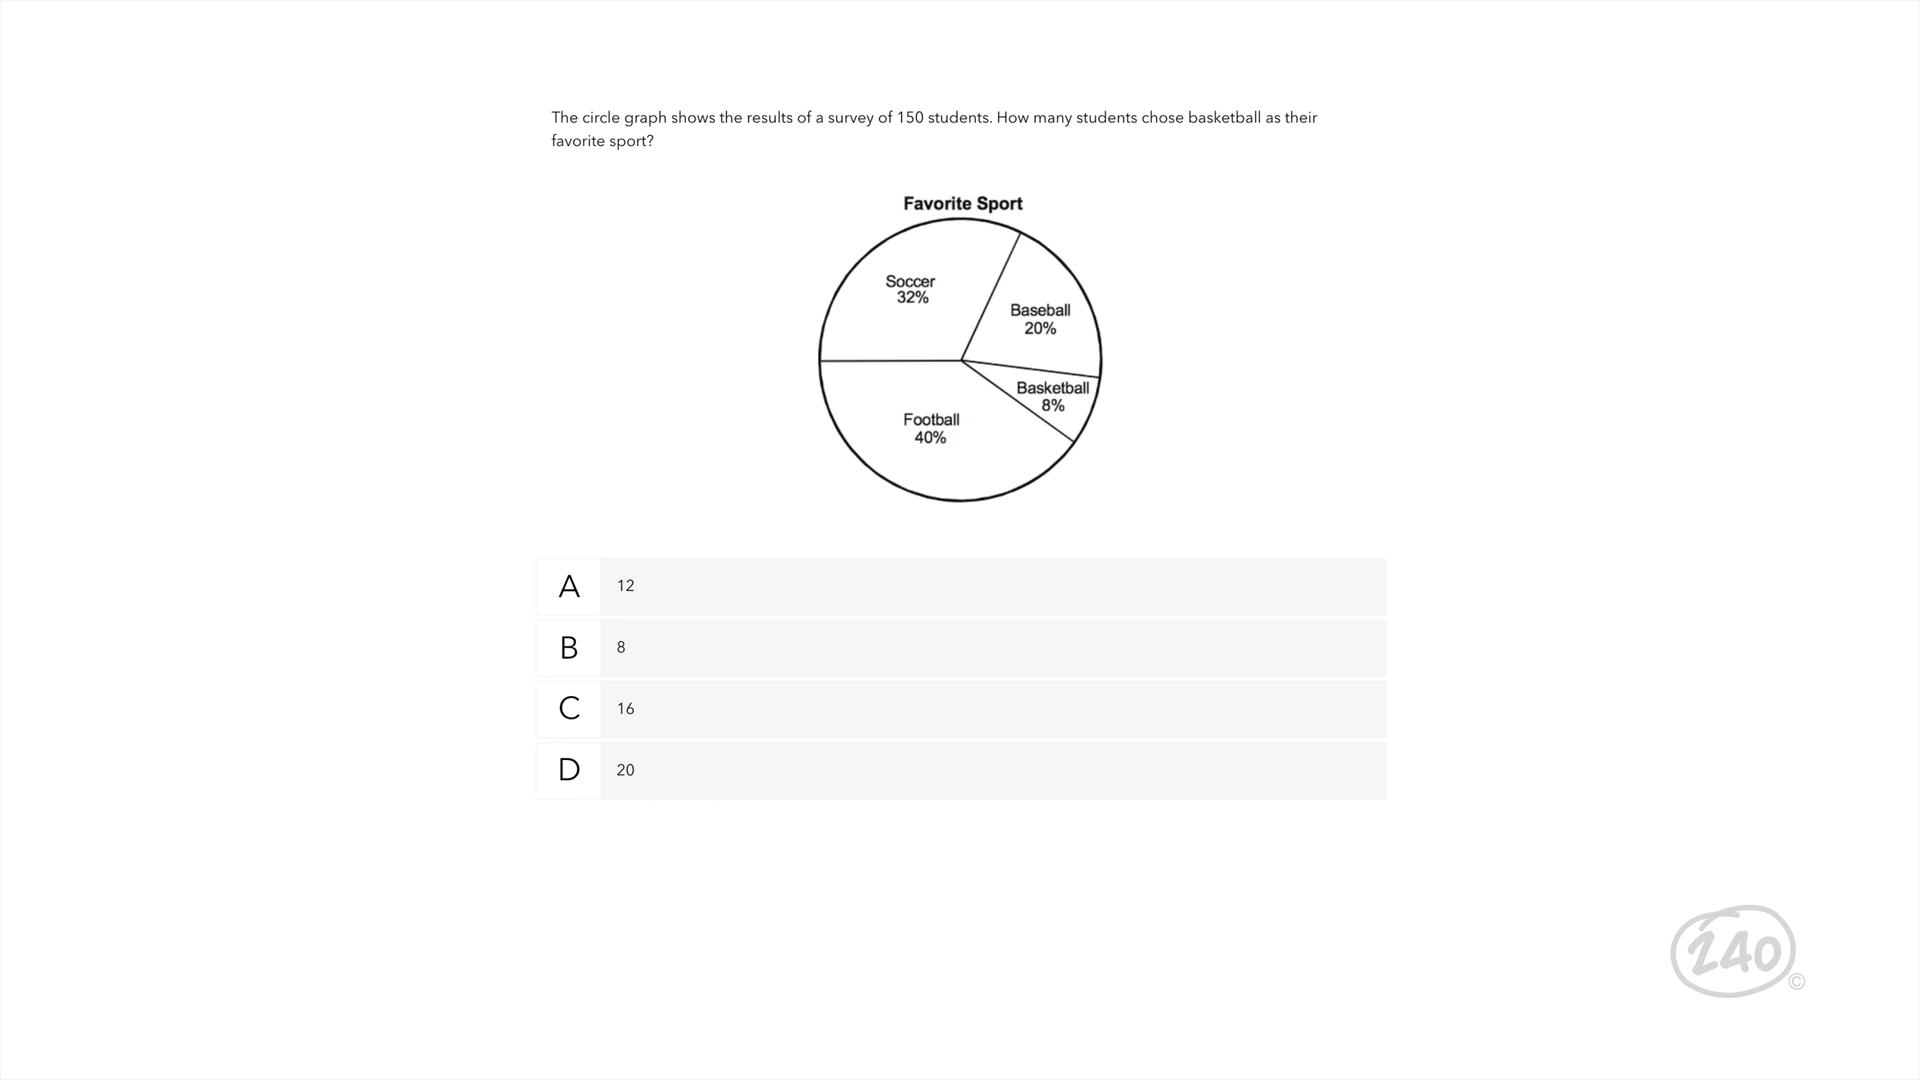 The circle graph shows the results of a survey of 150 students. How many students chose basketball as their
favorite sport?
Favorite Sport
Soccer
32%
Baseball
20%
Basketball
8%
Football
40%
A 12
B 8
C 16
D 20
240
©